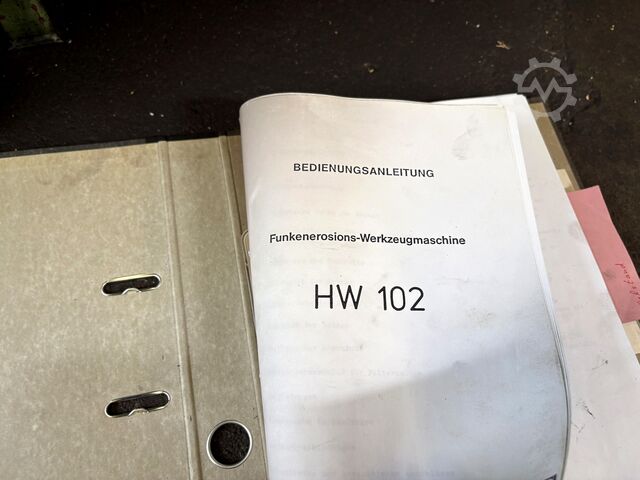 BEDIENUNGSANLEITUNG
Funkenerosions-Werkzeugmaschine
HW 102